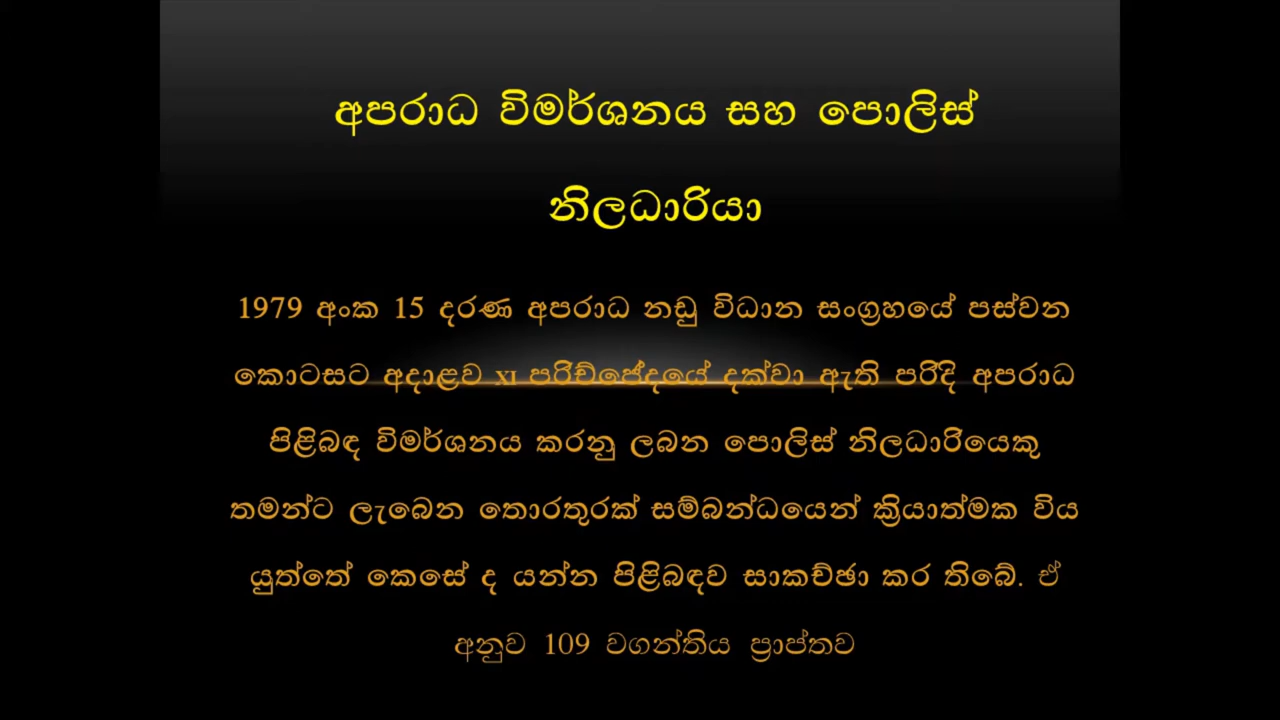 අපරාධ විමර්ශනය සහ පොලිස්
නිලධාරියා
1979 අංක 15 දරණ අපරාධ නඩු විධාන සංග්‍රහයේ පස්වන
කොටසට අදාළව XI පරිච්ඡේදයේ දක්වා ඇති පරිදි අපරාධ
පිළිබඳ විමර්ශනය කරනු ලබන පොලිස් නිලධාරියෙකු
තමන්ට ලැබෙන තොරතුරක් සම්බන්ධයෙන් ක්‍රියාත්මක විය
යුත්තේ කෙසේ ද යන්න පිළිබඳව සාකච්ඡා කර තිබේ. ඒ
අනුව 109 වගන්තිය ප්‍රාප්තව